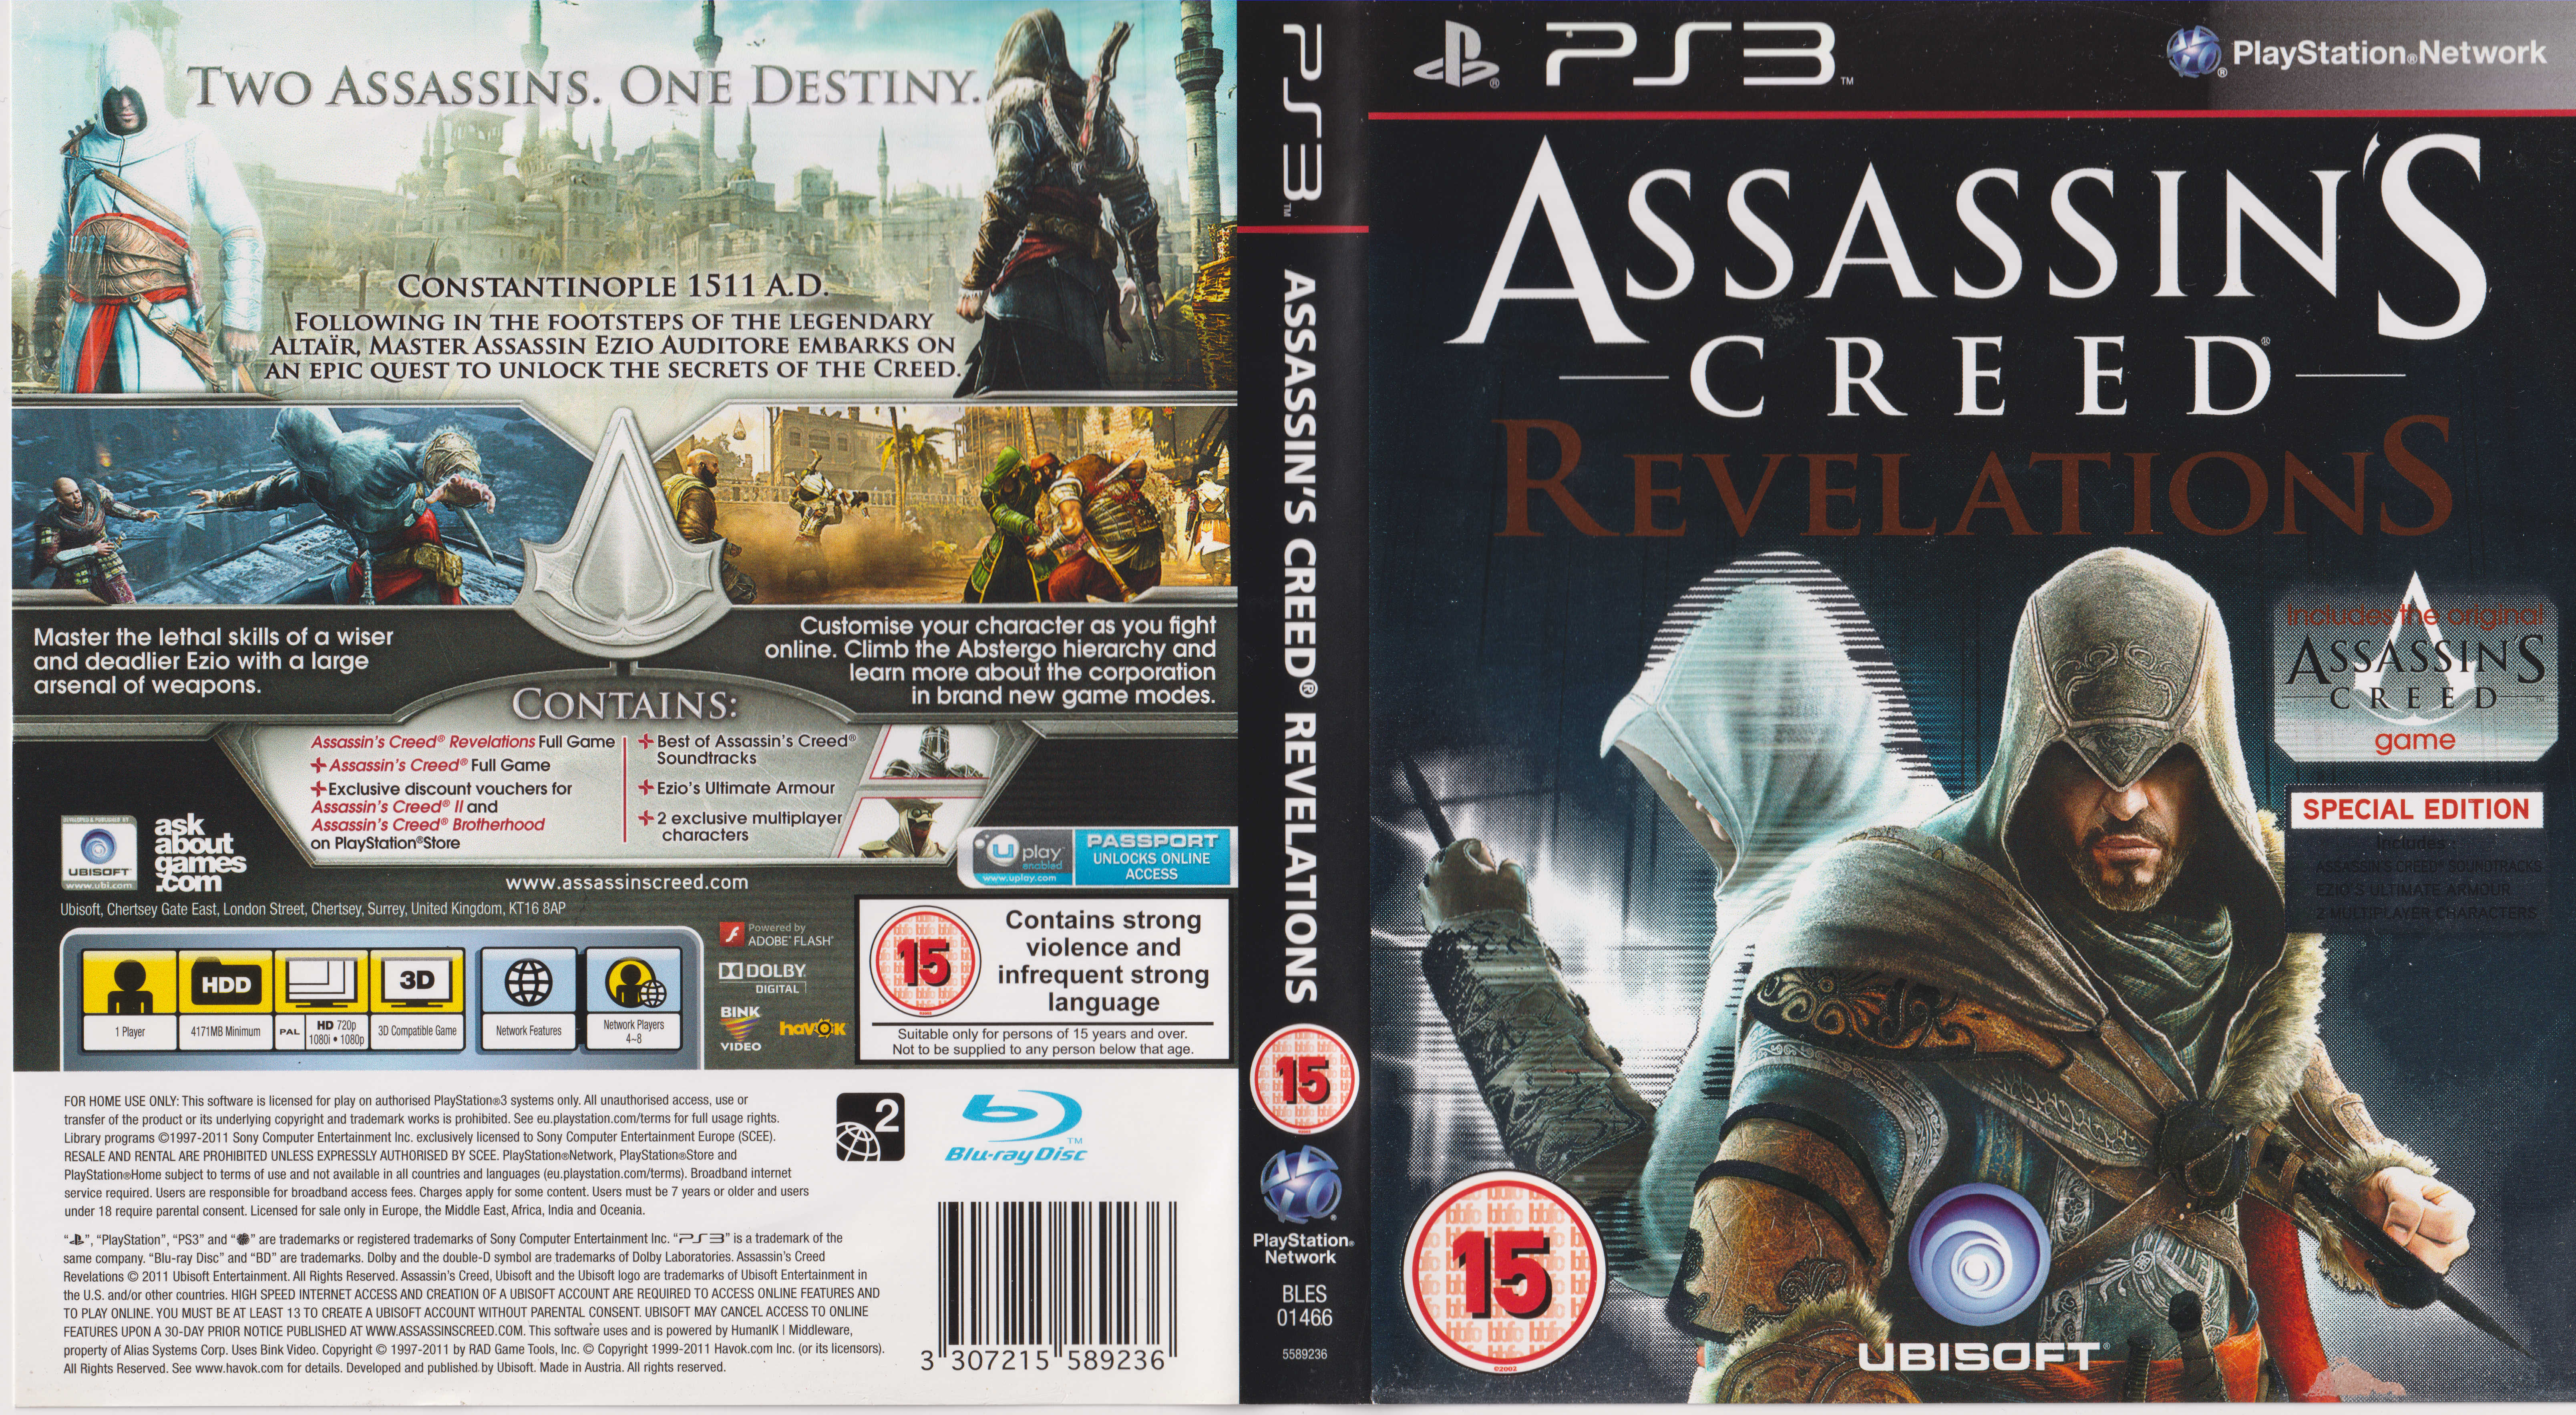 TWO ASSASSINS. ONE DESTINY.
CONSTANTINOPLE 1511 A.D.
FOLLOWING IN THE FOOTSTEPS OF THE LEGENDARY
ALTAÏR, MASTER ASSASSIN EZIO AUDITORE EMBARKS ON
AN EPIC QUEST TO UNLOCK THE SECRETS OF THE CREED.
Master the lethal skills of a wiser
and deadlier Ezio with a large
arsenal of weapons.
Customise your character as you fight
online. Climb the Abstergo hierarchy and
learn more about the corporation
in brand new game modes.
CONTAINS:
Assassin's Creed® Revelations Full Game
+ Assassin's Creed® Full Game
+ Exclusive discount vouchers for
Assassin's Creed® II and
Assassin's Creed® Brotherhood
on PlayStation®Store
+ Best of Assassin's Creed®
Soundtracks
+ Ezio's Ultimate Armour
+ 2 exclusive multiplayer
characters
DEVELOPED & PUBLISHED BY
UBISOFT
www.ubi.com
ask
about
games
.com
www.assassinscreed.com
U play
enabled
www.uplay.com
PASSPORT
UNLOCKS ONLINE
ACCESS
Ubisoft, Chertsey Gate East, London Street, Chertsey, Surrey, United Kingdom, KT16 8AP
1 Player
HDD
4171MB Minimum
PAL
HD 720p
1080i • 1080p
3D
3D Compatible Game
Network Features
Network Players
4~8
Powered by
ADOBE® FLASH®
DOLBY
DIGITAL
BINK
VIDEO
havok
15
Contains strong
violence and
infrequent strong
language
Suitable only for persons of 15 years and over.
Not to be supplied to any person below that age.
FOR HOME USE ONLY: This software is licensed for play on authorised PlayStation®3 systems only. All unauthorised access, use or
transfer of the product or its underlying copyright and trademark works is prohibited. See eu.playstation.com/terms for full usage rights.
Library programs ©1997-2011 Sony Computer Entertainment Inc. exclusively licensed to Sony Computer Entertainment Europe (SCEE).
RESALE AND RENTAL ARE PROHIBITED UNLESS EXPRESSLY AUTHORISED BY SCEE. PlayStation®Network, PlayStation®Store and
PlayStation®Home subject to terms of use and not available in all countries and languages (eu.playstation.com/terms). Broadband internet
service required. Users are responsible for broadband access fees. Charges apply for some content. Users must be 7 years or older and users
under 18 require parental consent. Licensed for sale only in Europe, the Middle East, Africa, India and Oceania.
2
Blu-ray Disc™
"", "PlayStation", "PS3" and "" are trademarks or registered trademarks of Sony Computer Entertainment Inc. "PS3" is a trademark of the
same company. "Blu-ray Disc" and "BD" are trademarks. Dolby and the double-D symbol are trademarks of Dolby Laboratories. Assassin's Creed
Revelations © 2011 Ubisoft Entertainment. All Rights Reserved. Assassin's Creed, Ubisoft and the Ubisoft logo are trademarks of Ubisoft Entertainment in
the U.S. and/or other countries. HIGH SPEED INTERNET ACCESS AND CREATION OF A UBISOFT ACCOUNT ARE REQUIRED TO ACCESS ONLINE FEATURES AND
TO PLAY ONLINE. YOU MUST BE AT LEAST 13 TO CREATE A UBISOFT ACCOUNT WITHOUT PARENTAL CONSENT. UBISOFT MAY CANCEL ACCESS TO ONLINE
FEATURES UPON A 30-DAY PRIOR NOTICE PUBLISHED AT WWW.ASSASSINSCREED.COM. This software uses and is powered by HumanIK | Middleware,
property of Alias Systems Corp. Uses Bink Video. Copyright © 1997-2011 by RAD Game Tools, Inc. © Copyright 1999-2011 Havok.com Inc. (or its licensors).
All Rights Reserved. See www.havok.com for details. Developed and published by Ubisoft. Made in Austria. All rights reserved.
3 307215 589236
PS3™
ASSASSIN'S CREED® REVELATIONS
15
PlayStation®
Network
BLES
01466
5589236
PS3™
PlayStation®Network
ASSASSIN'S
CREED®
REVELATIONS
Includes the original
ASSASSIN'S
CREED™
game
SPECIAL EDITION
Includes :
ASSASSIN'S CREED® SOUNDTRACKS
EZIO'S ULTIMATE ARMOUR
2 MULTIPLAYER CHARACTERS
15
©2002
UBISOFT®